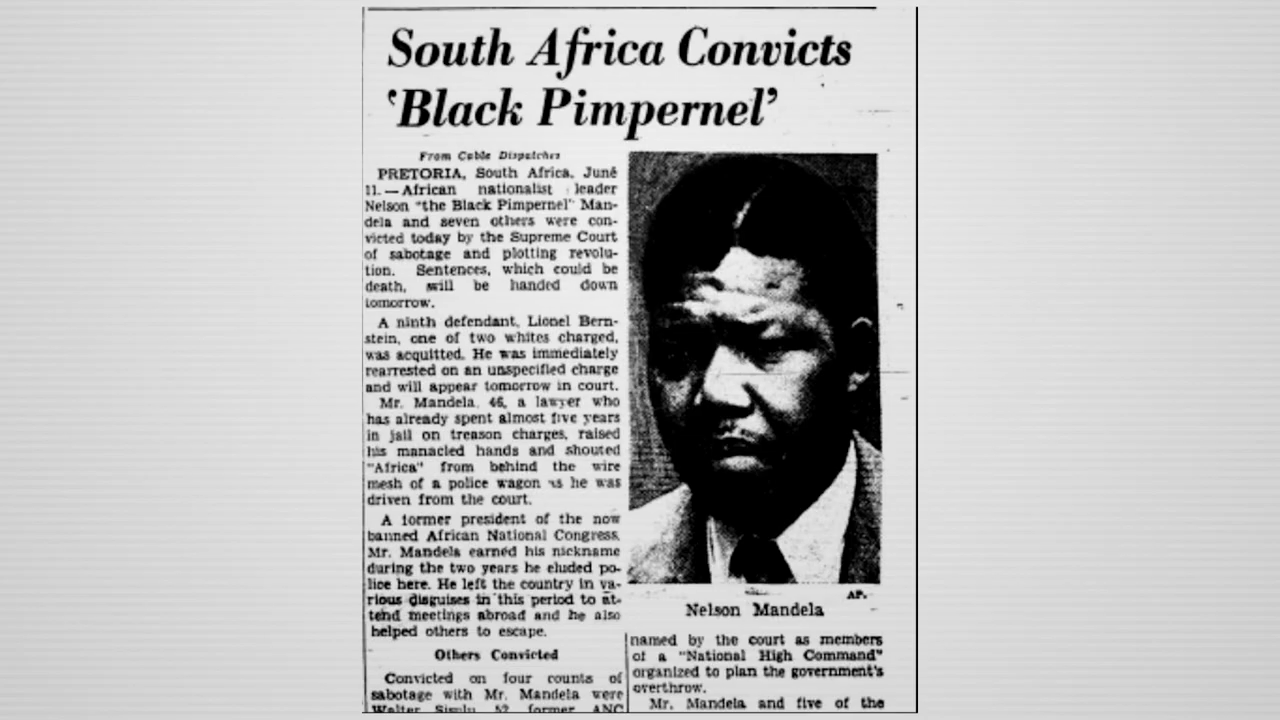 South Africa Convicts
'Black Pimpernel'
From Cable Dispatches
PRETORIA, South Africa, June
11. — African nationalist leader
Nelson "the Black Pimpernel" Man-
dela and seven others were con-
victed today by the Supreme Court
of sabotage and plotting revolu-
tion. Sentences, which could be
death, will be handed down
tomorrow.
A ninth defendant, Lionel Bern-
stein, one of two whites charged,
was acquitted. He was immediately
rearrested on an unspecified charge
and will appear tomorrow in court.
Mr. Mandela, 46, a lawyer who
has already spent almost five years
in jail on treason charges, raised
his manacled hands and shouted
"Africa" from behind the wire
mesh of a police wagon as he was
driven from the court.
A former president of the now
banned African National Congress,
Mr. Mandela earned his nickname
during the two years he eluded po-
lice here. He left the country in va-
rious disguises in this period to at-
tend meetings abroad and he also
helped others to escape.
Others Convicted
Convicted on four counts of
sabotage with Mr. Mandela were
Walter Sisulu, 52, former ANC
AP.
Nelson Mandela
named by the court as members
of a "National High Command"
organized to plan the government's
overthrow.
Mr. Mandela and five of the